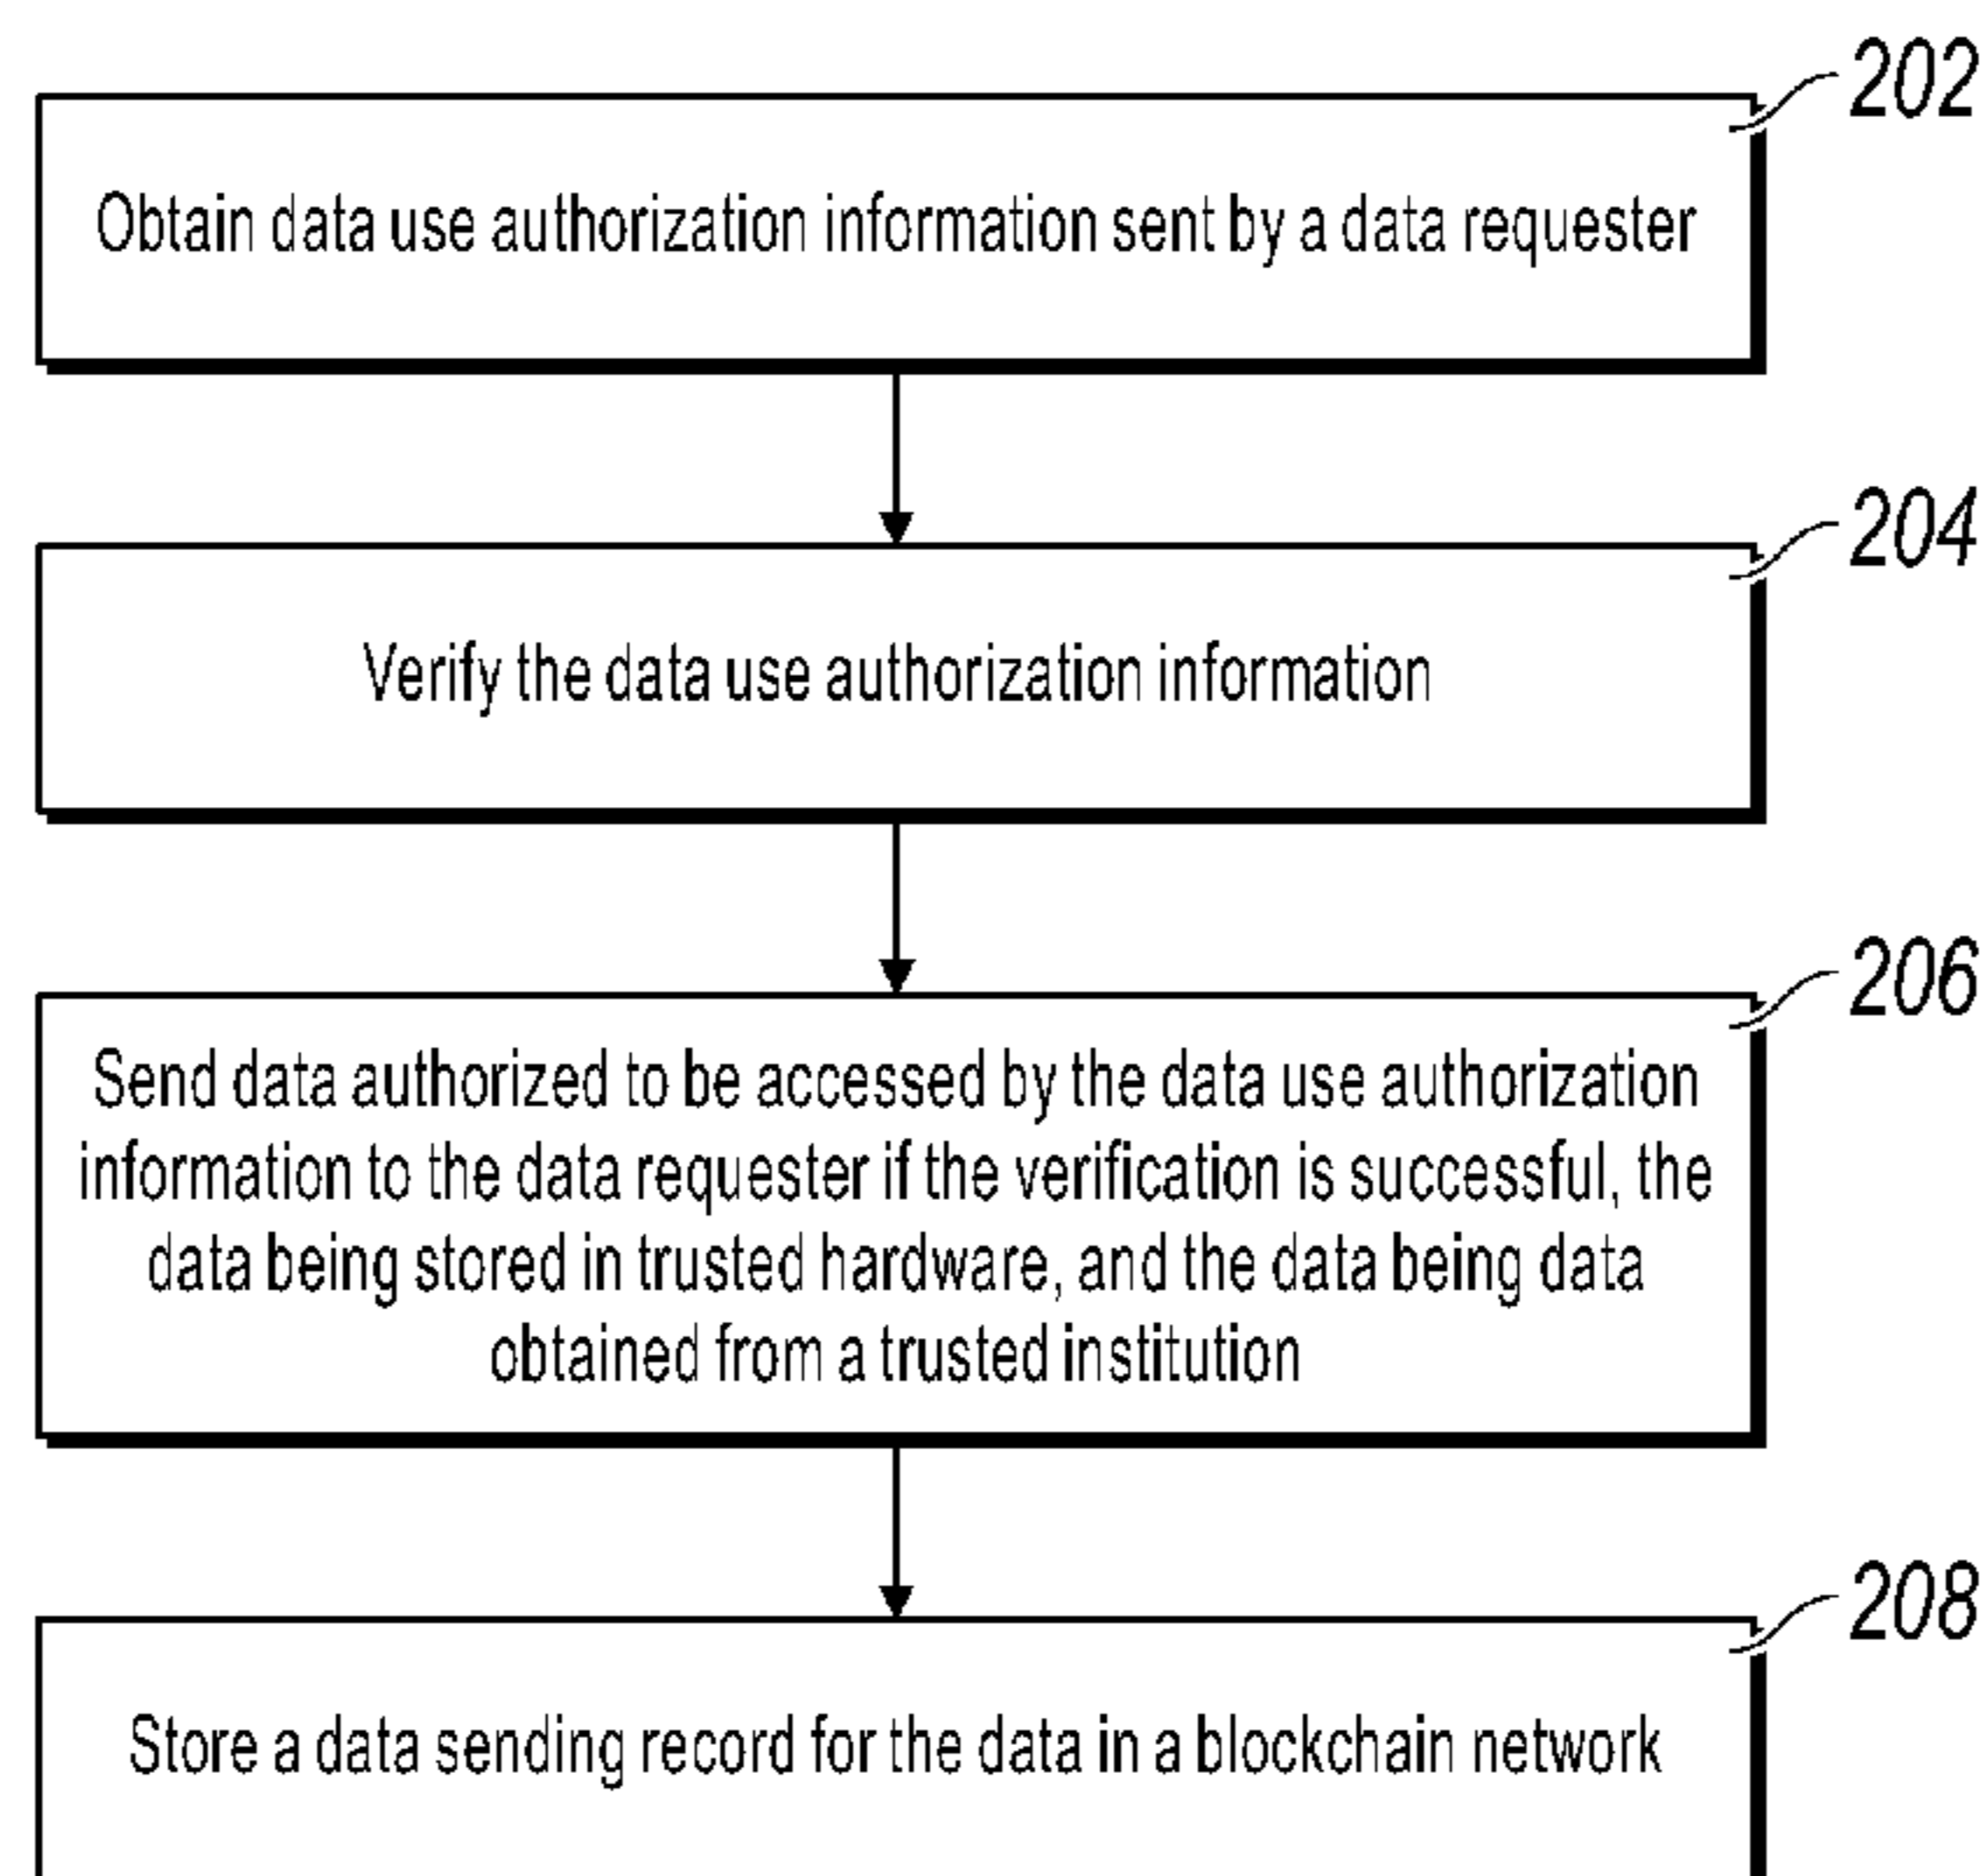 202
Obtain data use authorization information sent by a data requester
204
Verify the data use authorization information
206
Send data authorized to be accessed by the data use authorization
information to the data requester if the verification is successful, the
data being stored in trusted hardware, and the data being data
obtained from a trusted institution
208
Store a data sending record for the data in a blockchain network